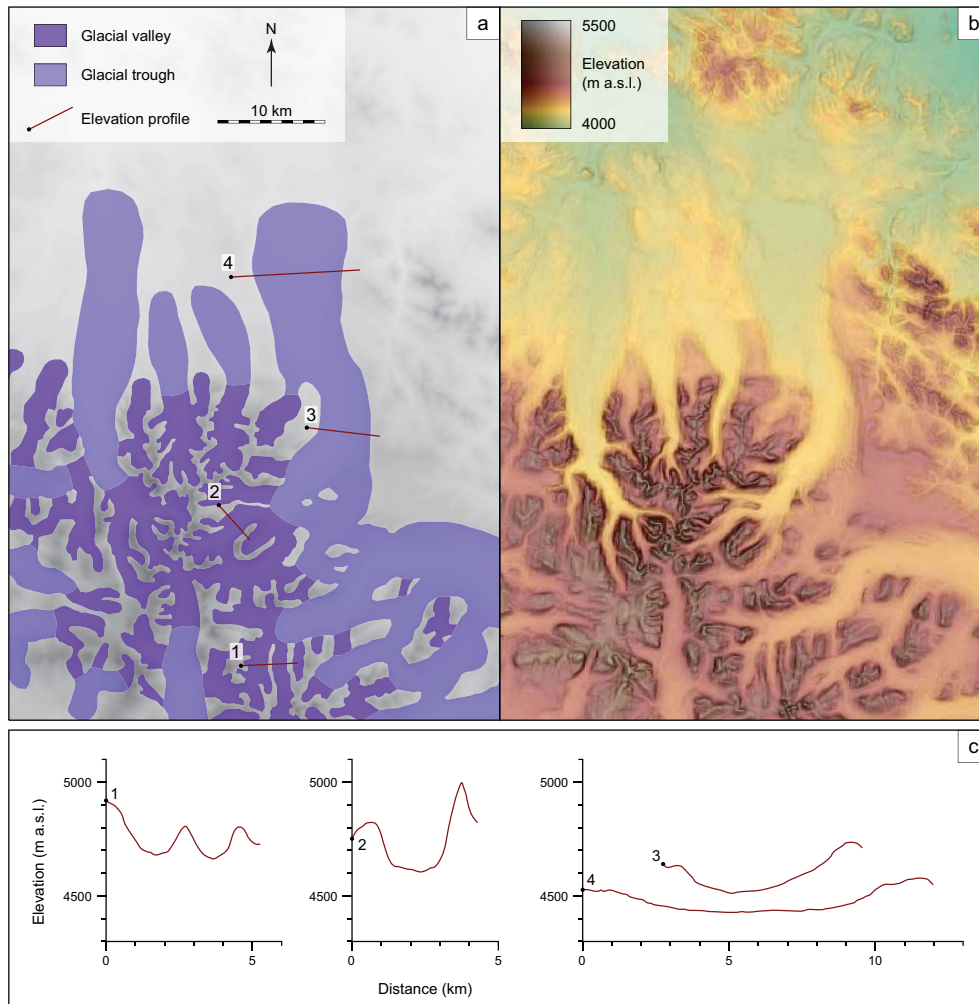 a
Glacial valley
Glacial trough
Elevation profile
N
10 km
4
3
2
1
b
5500
Elevation
(m a.s.l.)
4000
c
Elevation (m a.s.l.)
5000
4500
1
0
5
5000
4500
2
0
5
5000
4500
3
4
0
5
10
Distance (km)